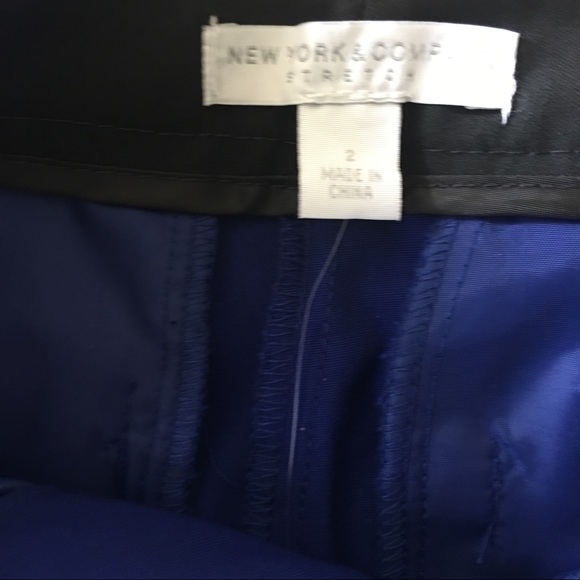 NEW YORK & COMP
STRETCH
2
MADE IN
CHINA